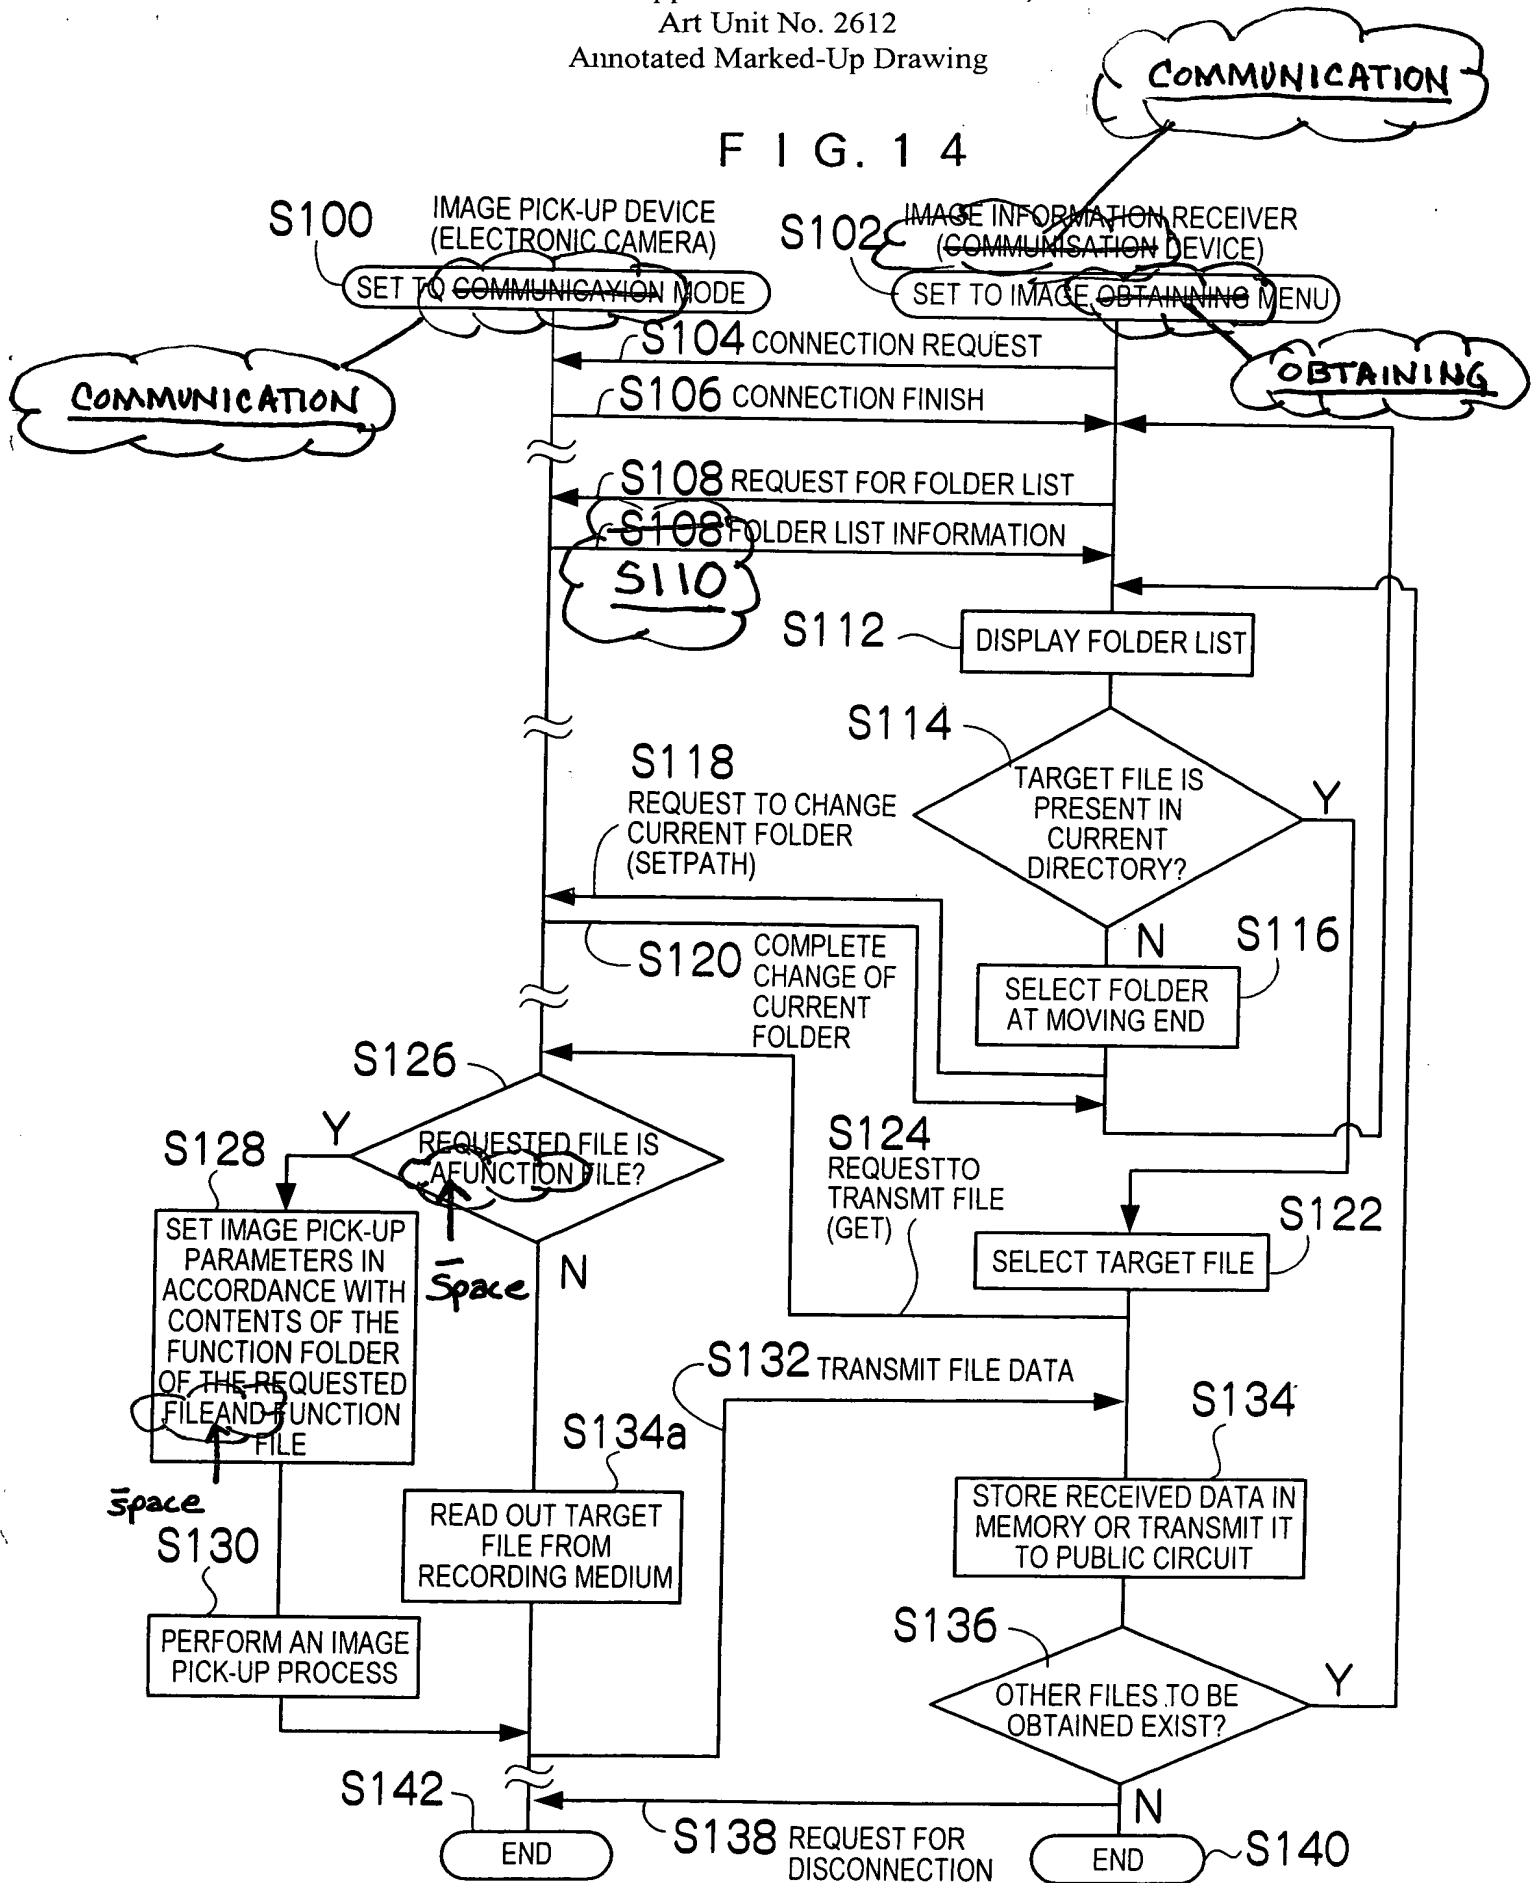 Art Unit No. 2612
Annotated Marked-Up Drawing
COMMUNICATION
FIG. 14
S100
IMAGE PICK-UP DEVICE
(ELECTRONIC CAMERA)
SET TO COMMUNICAYION MODE
COMMUNICATION
S102
IMAGE INFORMATION RECEIVER
(COMMUNISATION DEVICE)
SET TO IMAGE OBTAINNING MENU
OBTAINING
S104 CONNECTION REQUEST
S106 CONNECTION FINISH
S108 REQUEST FOR FOLDER LIST
S108 FOLDER LIST INFORMATION
S110
S112
DISPLAY FOLDER LIST
S114
TARGET FILE IS
PRESENT IN
CURRENT
DIRECTORY?
Y
N
S118
REQUEST TO CHANGE
CURRENT FOLDER
(SETPATH)
S116
SELECT FOLDER
AT MOVING END
S120 COMPLETE
CHANGE OF
CURRENT
FOLDER
S126
REQUESTED FILE IS
AFUNCTION FILE?
Y
N
space
S124
REQUESTTO
TRANSMT FILE
(GET)
S122
SELECT TARGET FILE
S128
SET IMAGE PICK-UP
PARAMETERS IN
ACCORDANCE WITH
CONTENTS OF THE
FUNCTION FOLDER
OF THE REQUESTED
FILEAND FUNCTION
FILE
space
S132 TRANSMIT FILE DATA
S134a
READ OUT TARGET
FILE FROM
RECORDING MEDIUM
S134
STORE RECEIVED DATA IN
MEMORY OR TRANSMIT IT
TO PUBLIC CIRCUIT
S130
PERFORM AN IMAGE
PICK-UP PROCESS
S136
OTHER FILES TO BE
OBTAINED EXIST?
Y
N
S142
END
S138 REQUEST FOR
DISCONNECTION
END
S140